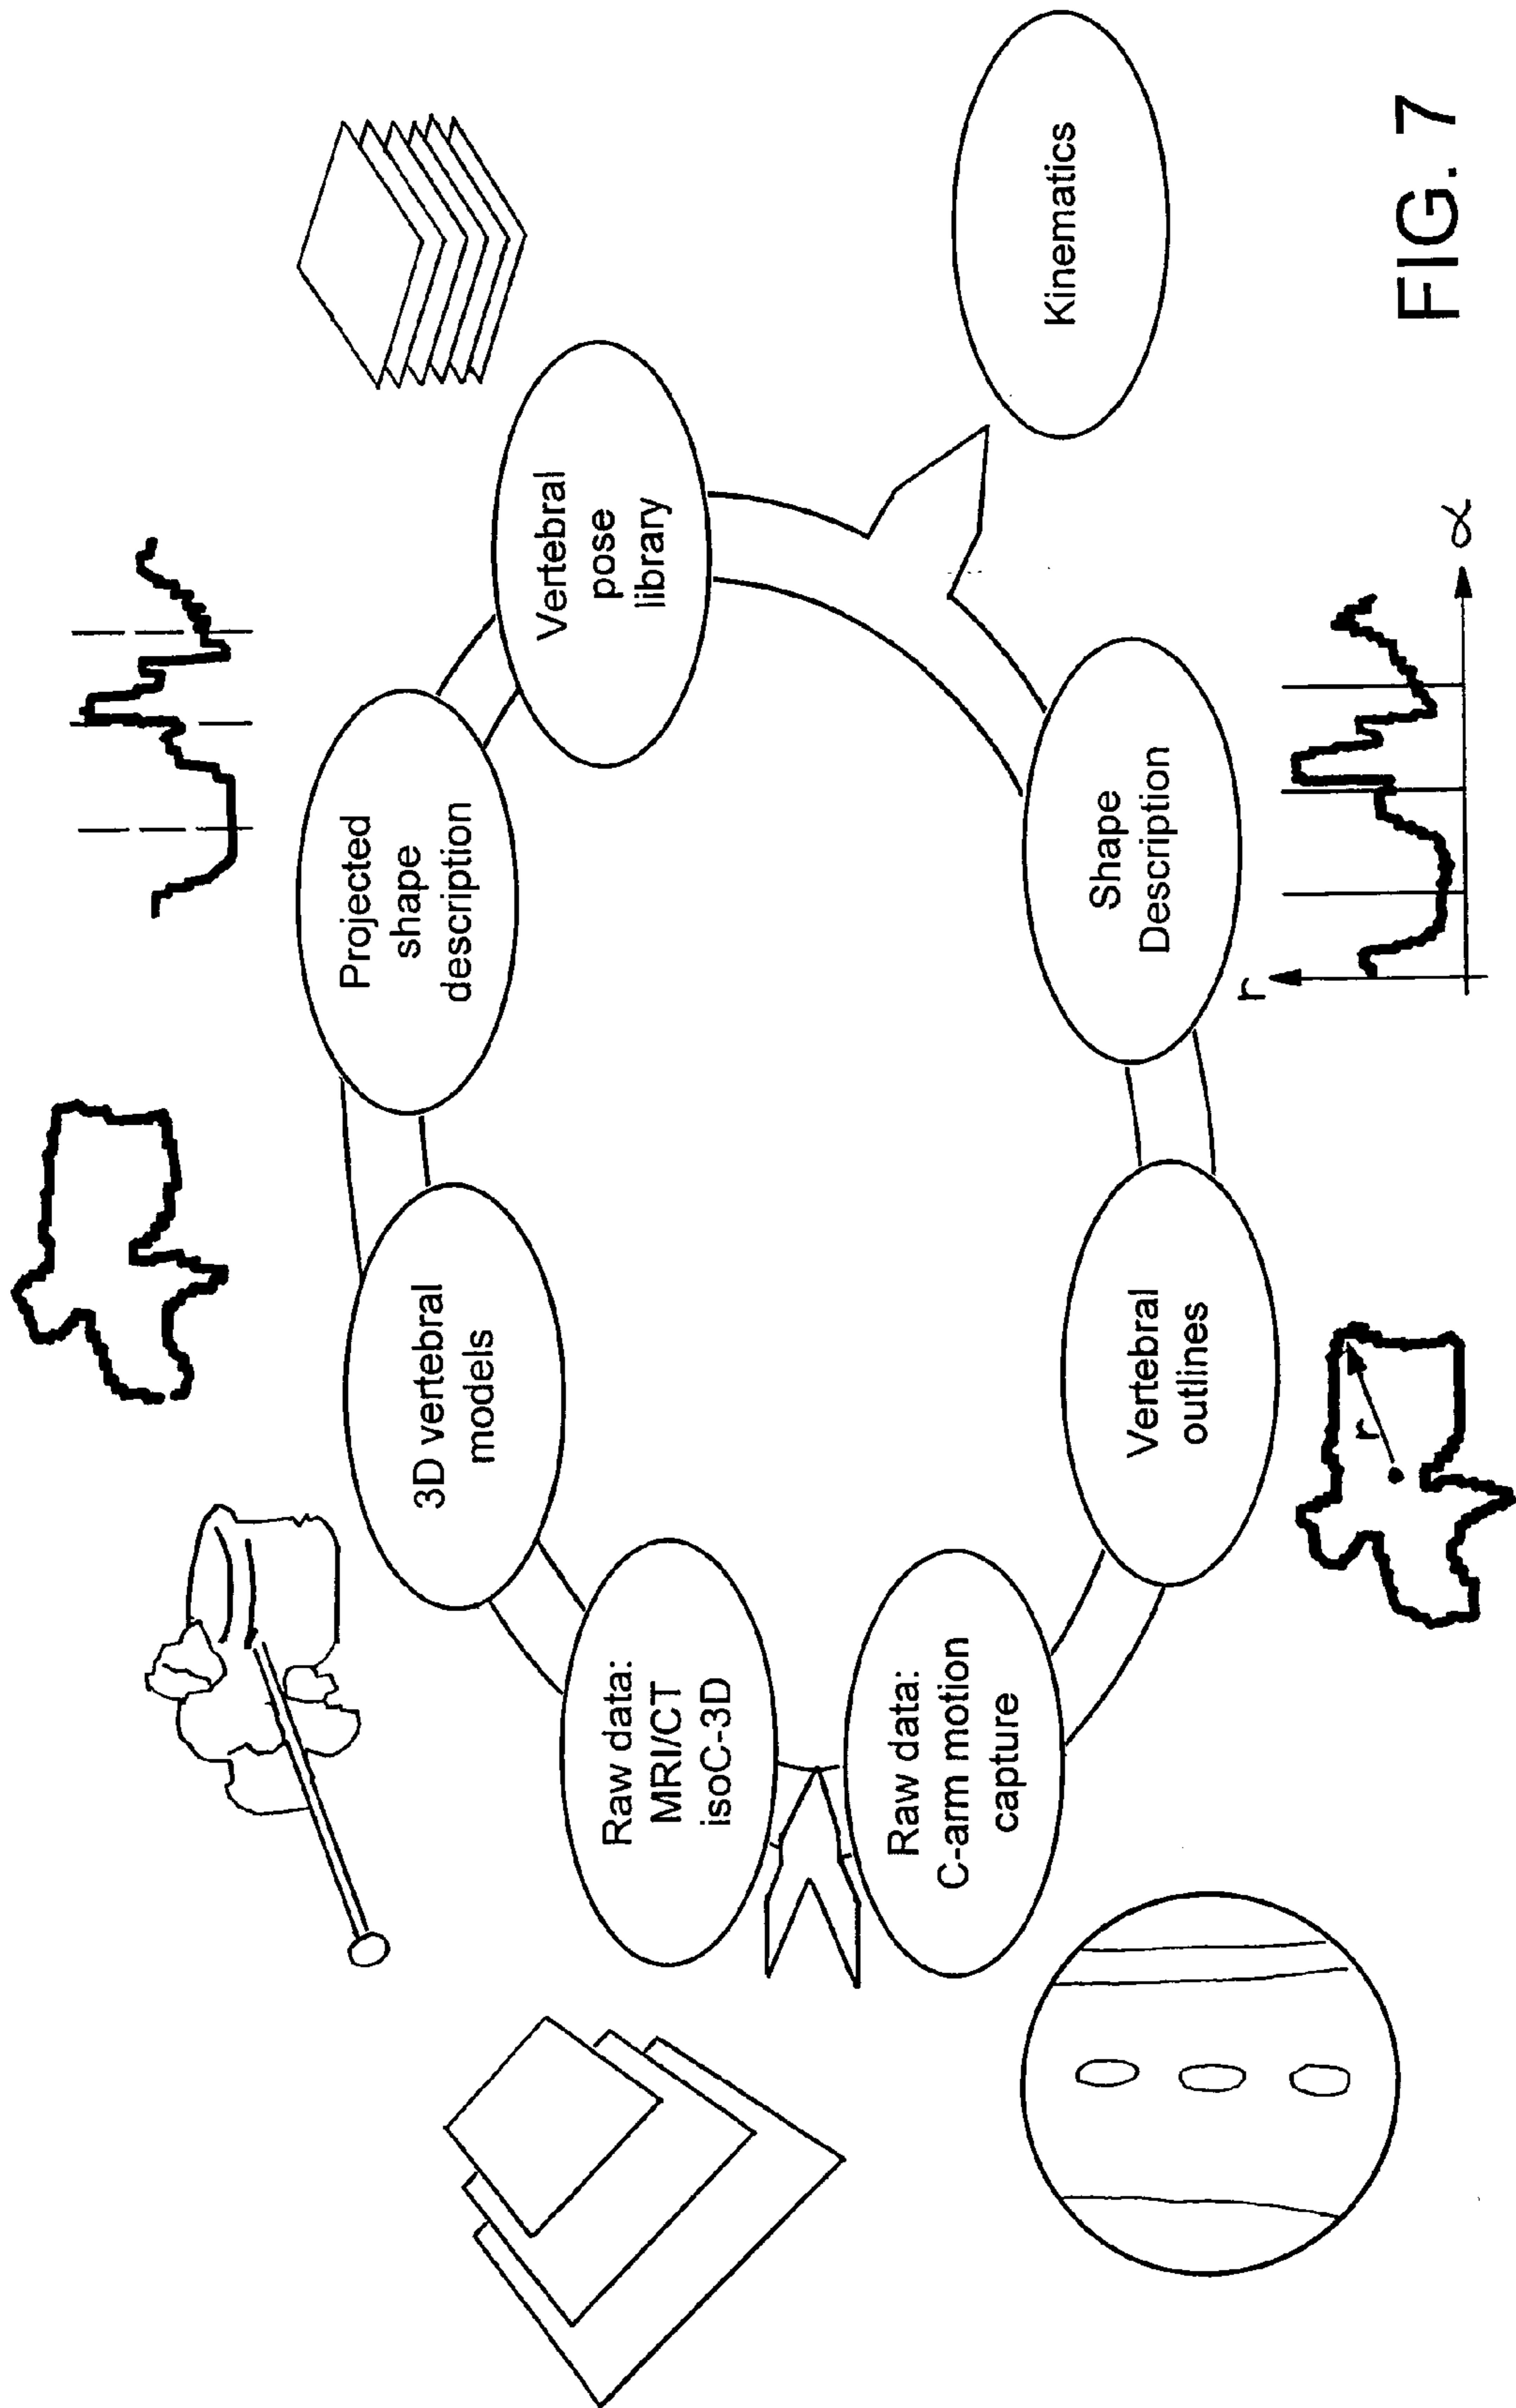 Projected
shape
description
Vertebral
pose
library
3D vertebral
models
Raw data:
MRI/CT
isoC-3D
Raw data:
C-arm motion
capture
Vertebral
outlines
r
Shape
Description
r
α
Kinematics
FIG. 7